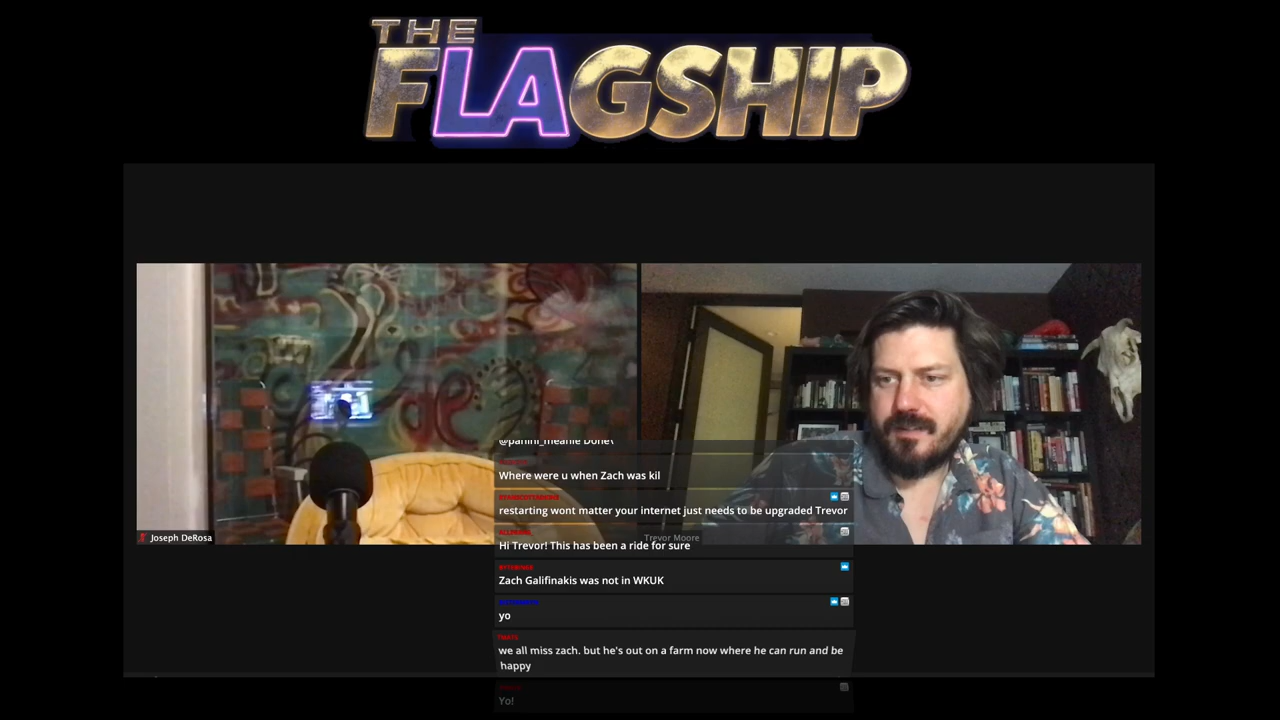 THE
FLAGSHIP
Where were u when Zach was kil
restarting wont matter your internet just needs to be upgraded Trevor
Hi Trevor! This has been a ride for sure
Zach Galifinakis was not in WKUK
yo
we all miss zach. but he's out on a farm now where he can run and be
happy
Yo!
Joseph DeRosa
Trevor Moore